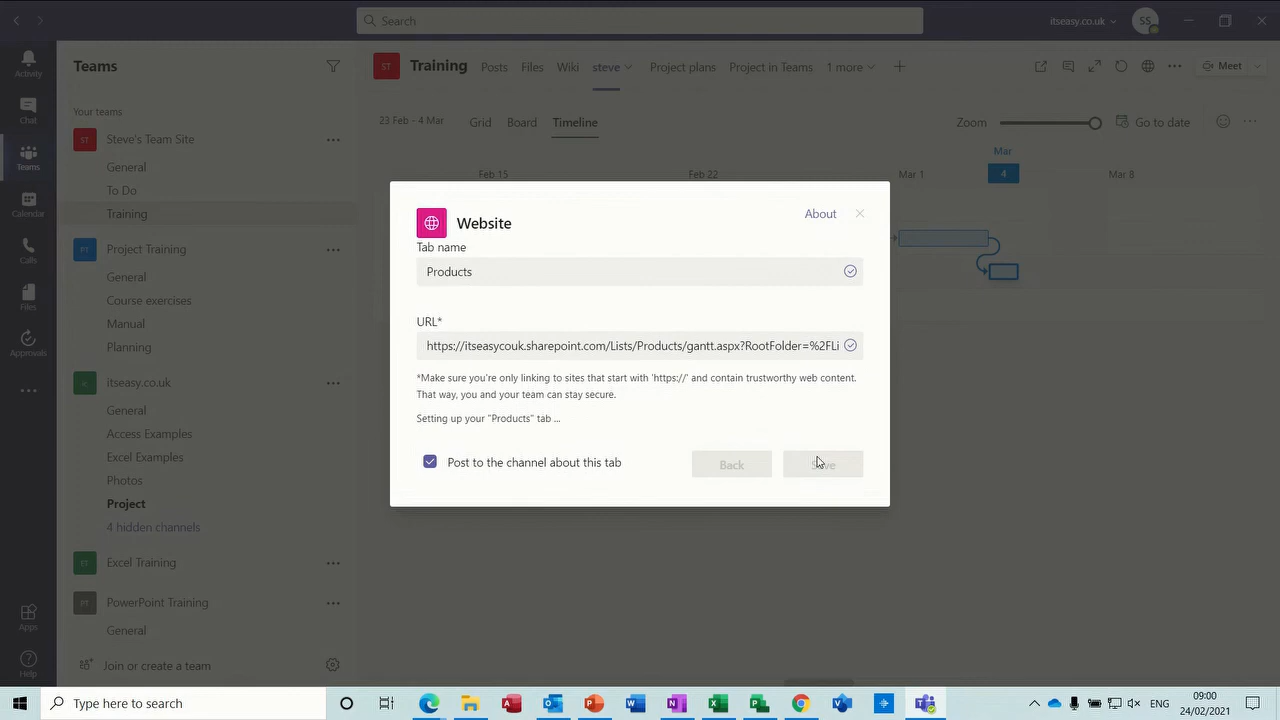 Search
itseasy.co.uk
SS
Activity
Chat
Teams
Calendar
Calls
Files
Approvals
Apps
Help
Teams
Your teams
ST Steve's Team Site
General
To Do
Training
PT Project Training
General
Course exercises
Manual
Planning
itseasy.co.uk
General
Access Examples
Excel Examples
Photos
Project
4 hidden channels
ET Excel Training
PT PowerPoint Training
General
Join or create a team
ST Training Posts Files Wiki steve Project plans Project in Teams 1 more
Meet
23 Feb - 4 Mar Grid Board Timeline
Zoom Go to date
Mar
Feb 15 Feb 22 Mar 1 4 Mar 8
Website
About
Tab name
Products
URL*
https://itseasycouk.sharepoint.com/Lists/Products/gantt.aspx?RootFolder=%2FLi
*Make sure you're only linking to sites that start with 'https://' and contain trustworthy web content.
That way, you and your team can stay secure.
Setting up your "Products" tab ...
Post to the channel about this tab
Back
Save
Type here to search
ENG
09:00
24/02/2021